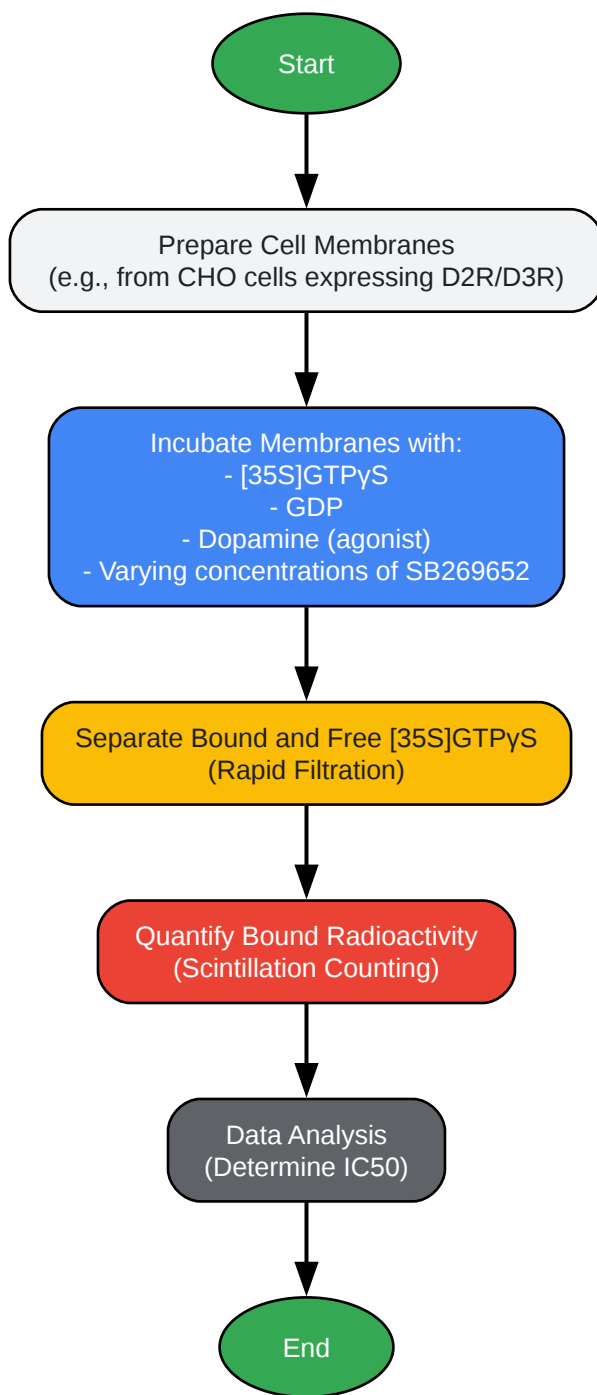 Start
Prepare Cell Membranes
(e.g., from CHO cells expressing D2R/D3R)
Incubate Membranes with:
- [35S]GTPγS
- GDP
- Dopamine (agonist)
- Varying concentrations of SB269652
Separate Bound and Free [35S]GTPγS
(Rapid Filtration)
Quantify Bound Radioactivity
(Scintillation Counting)
Data Analysis
(Determine IC50)
End